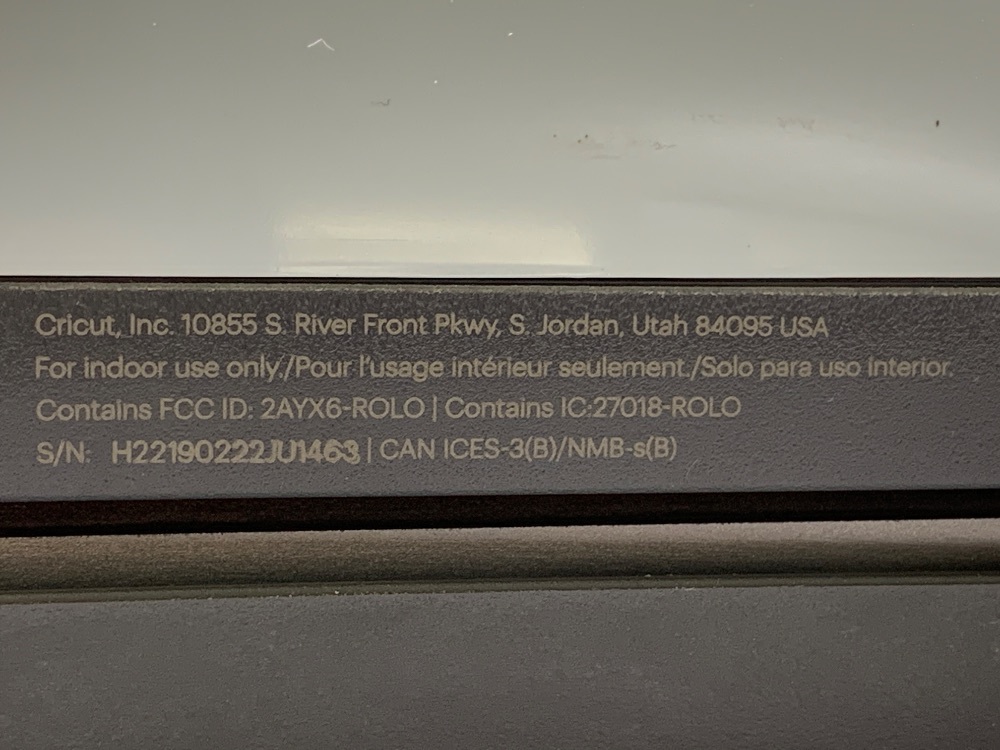 Cricut, Inc. 10855 S. River Front Pkwy, S. Jordan, Utah 84095 USA
For indoor use only./Pour l'usage intérieur seulement./Solo para uso interior.
Contains FCC ID: 2AYX6-ROLO | Contains IC:27018-ROLO
S/N: H22190222JU1463 | CAN ICES-3(B)/NMB-s(B)